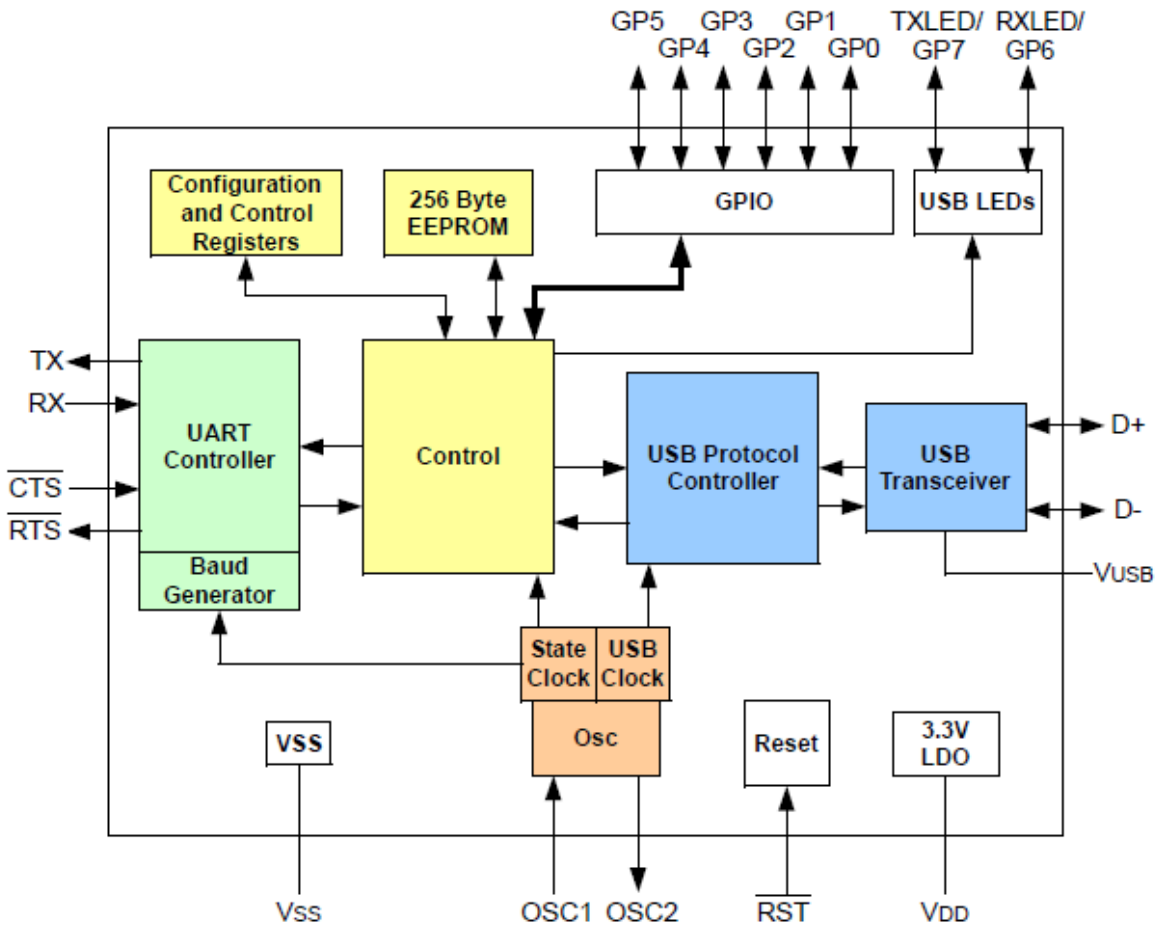 GP5 GP3 GP1 TXLED/ RXLED/
GP4 GP2 GP0 GP7 GP6
Configuration
and Control
Registers
256 Byte
EEPROM
GPIO
USB LEDs
TX
RX
CTS
RTS
UART
Controller
Baud
Generator
Control
USB Protocol
Controller
USB
Transceiver
D+
D-
VUSB
State
Clock
USB
Clock
Osc
VSS
Reset
3.3V
LDO
VSS
OSC1
OSC2
RST
VDD